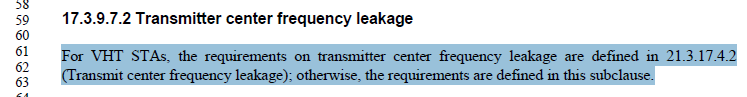 58
59 17.3.9.7.2 Transmitter center frequency leakage
60
61 For VHT STAs, the requirements on transmitter center frequency leakage are defined in 21.3.17.4.2
62 (Transmit center frequency leakage); otherwise, the requirements are defined in this subclause.
63
64